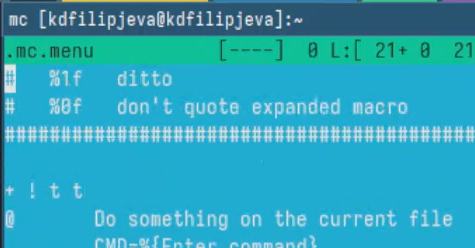 mc [kdfilipjeva@kdfilipjeva]:~
.mc.menu [----] 0 L:[ 21+ 0 21
# %1f ditto
# %0f don't quote expanded macro
################################################
+ ! t t
@ Do something on the current file
CMD=%{Enter command}